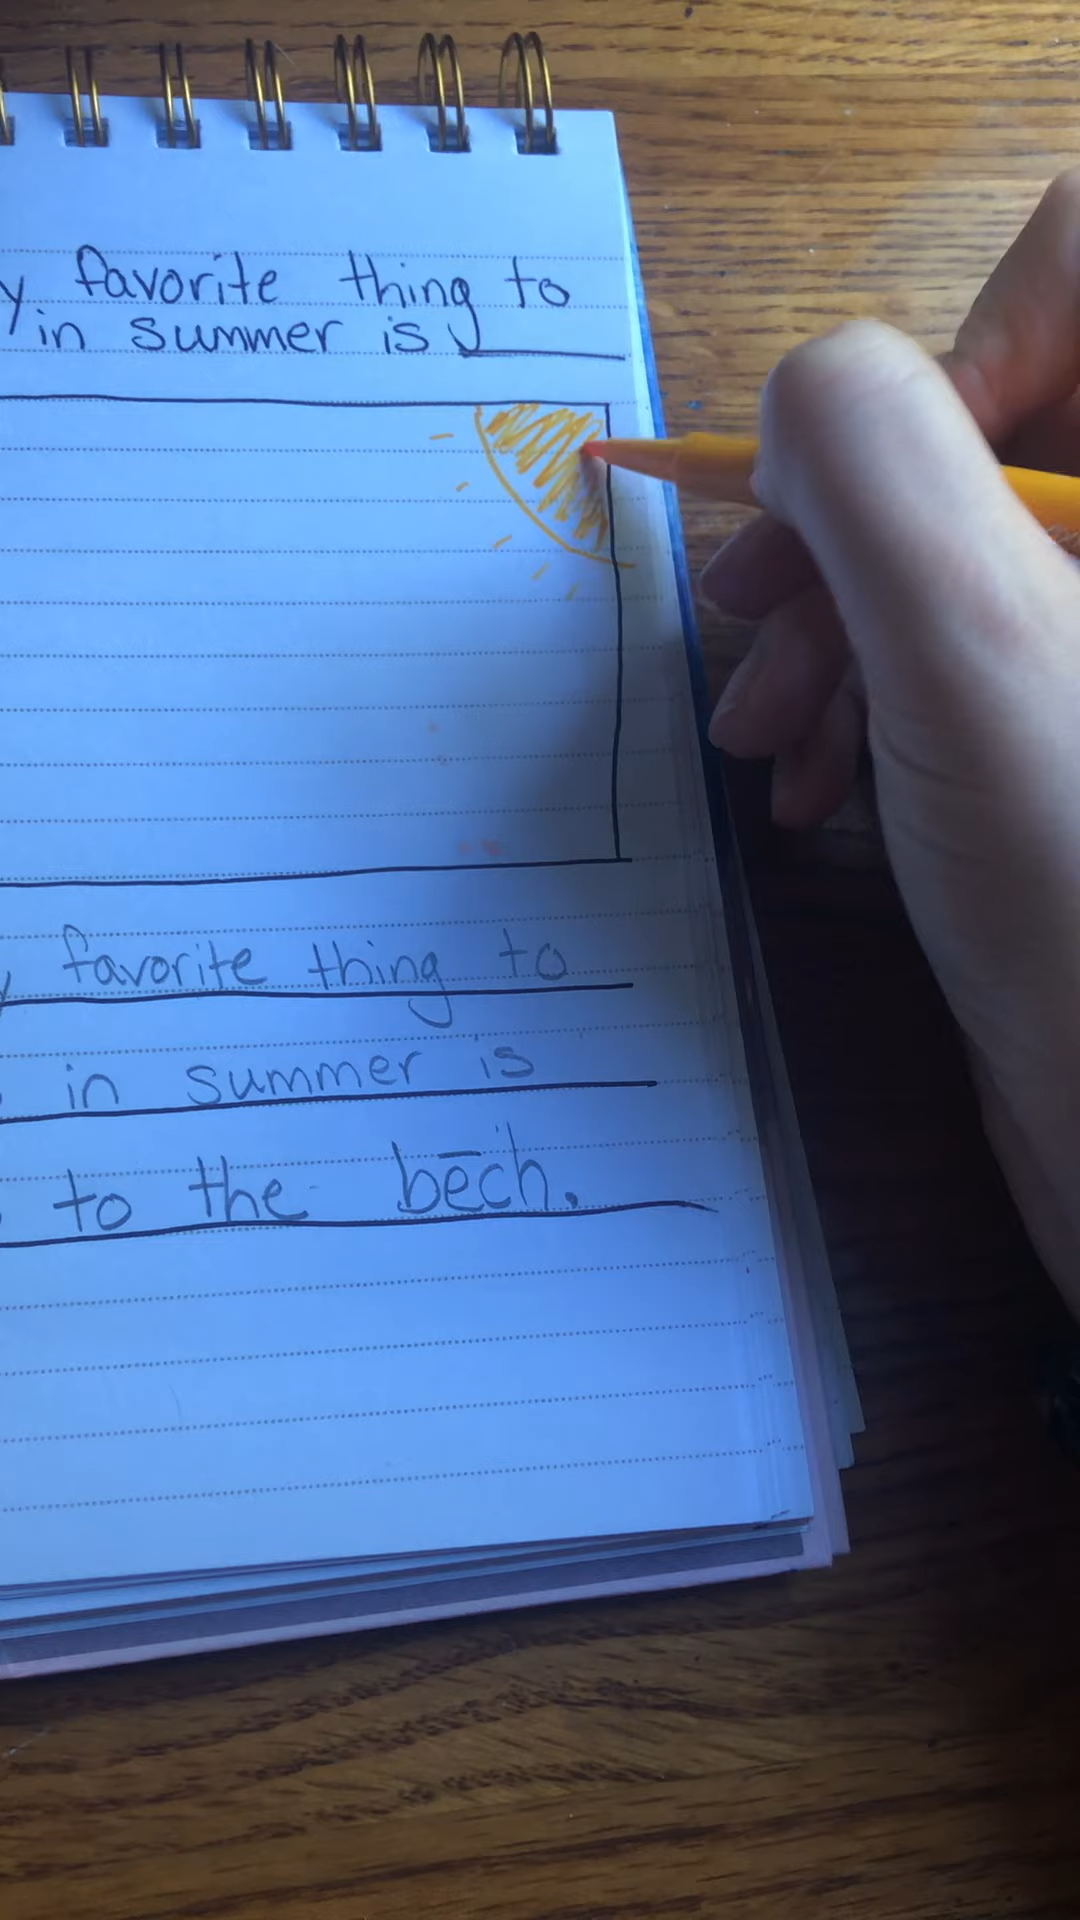 y favorite thing to
in summer is
y favorite thing to
in summer is
to the bēch.